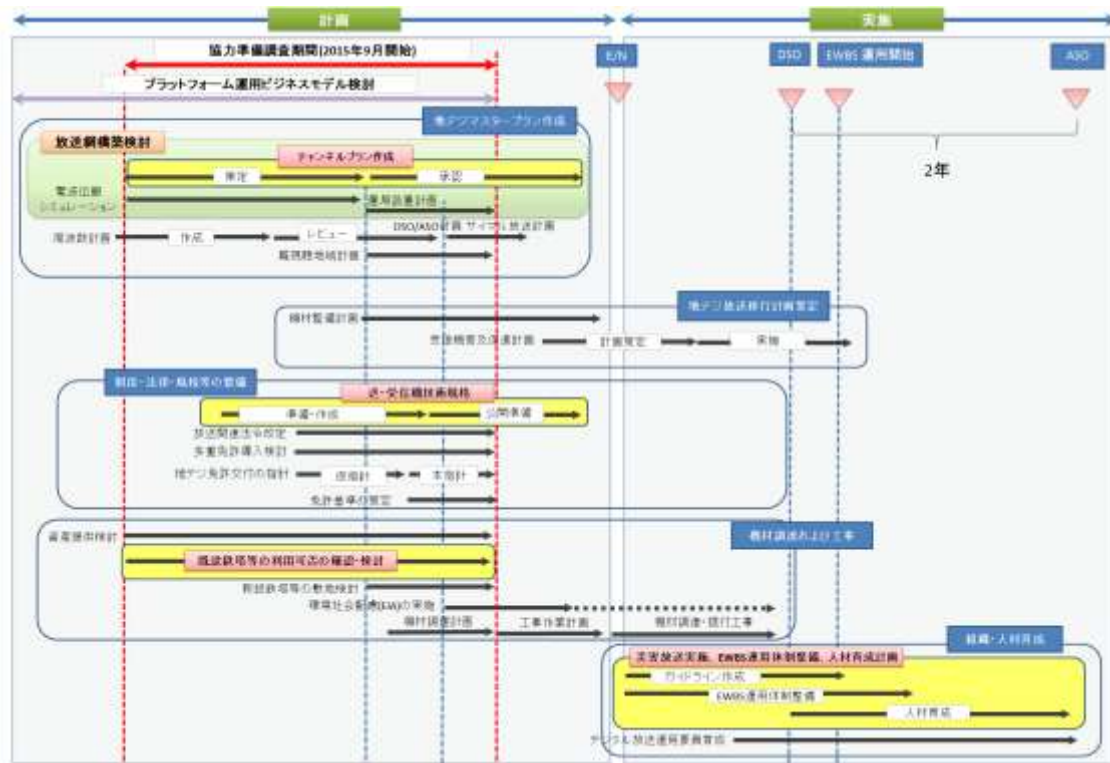 計画
実施
協力準備調査期間(2015年9月開始)
E/N
DSO
EWBS 運用開始
ASO
プラットフォーム運用ビジネスモデル検討
地デジマスタープラン作成
放送網構築検討
チャンネルプラン作成
策定
承認
2年
電波伝搬
シミュレーション
置局設置計画
周波数計画
作成
レビュー
DSO/ASO計画 サイマル放送計画
難視聴地域計画
地デジ放送移行計画策定
機材整備計画
受信機普及促進計画
計画策定
実施
制度・法律・規格等の整備
送・受信機技術規格
準備・作成
公開準備
放送関連法令改定
多重免許導入検討
地デジ免許交付の指針
仮指針
本指針
免許基準の策定
機材調達および工事
資産提供検討
既設鉄塔等の利用可否の確認・検討
新設鉄塔等の敷地検討
環境社会配慮(EIA)の実施
機材調達計画
工事作業計画
機材調達・据付工事
組織・人材育成
災害放送実施、EWBS運用体制整備、人材育成計画
ガイドライン作成
EWBS運用体制整備
人材育成
デジタル放送運用要員育成